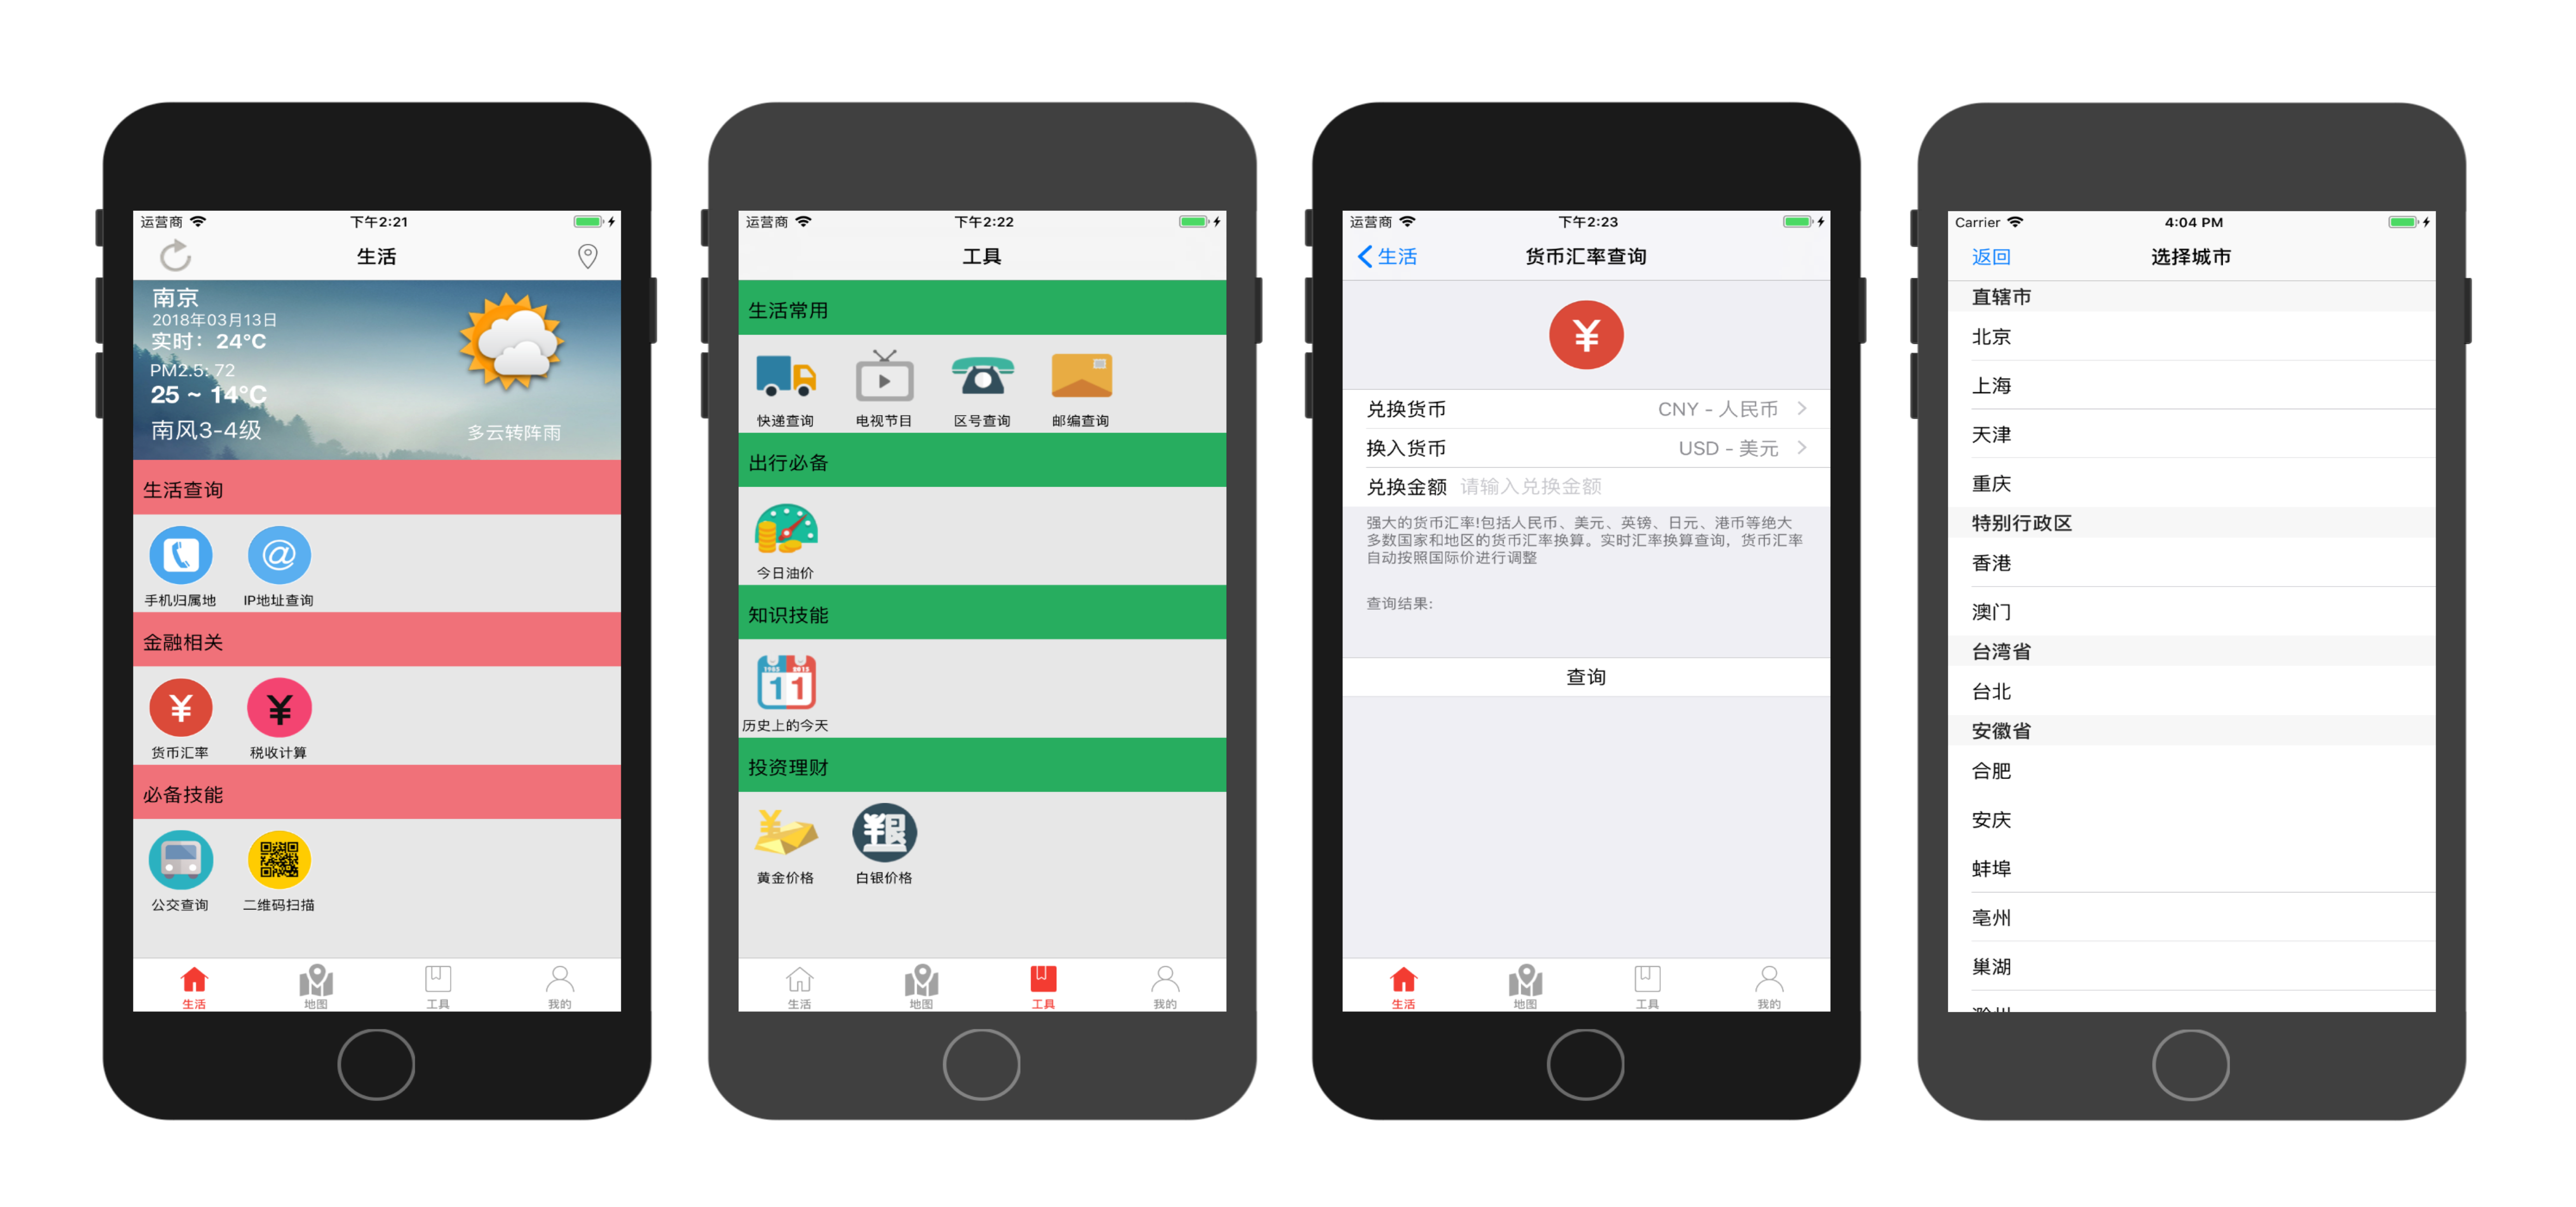 运营商
下午2:21
生活
南京
2018年03月13日
实时：24°C
PM2.5: 72
25 ~ 14°C
南风3-4级
多云转阵雨
生活查询
手机归属地
IP地址查询
金融相关
货币汇率
税收计算
必备技能
公交查询
二维码扫描
生活
地图
工具
我的
运营商
下午2:22
工具
生活常用
快递查询
电视节目
区号查询
邮编查询
出行必备
今日油价
知识技能
11
历史上的今天
投资理财
黄金价格
白银价格
生活
地图
工具
我的
运营商
下午2:23
生活
货币汇率查询
¥
兑换货币
CNY - 人民币
换入货币
USD - 美元
兑换金额
请输入兑换金额
强大的货币汇率!包括人民币、美元、英镑、日元、港币等绝大
多数国家和地区的货币汇率换算。实时汇率换算查询，货币汇率
自动按照国际价进行调整
查询结果:
查询
生活
地图
工具
我的
Carrier
4:04 PM
返回
选择城市
直辖市
北京
上海
天津
重庆
特别行政区
香港
澳门
台湾省
台北
安徽省
合肥
安庆
蚌埠
亳州
巢湖